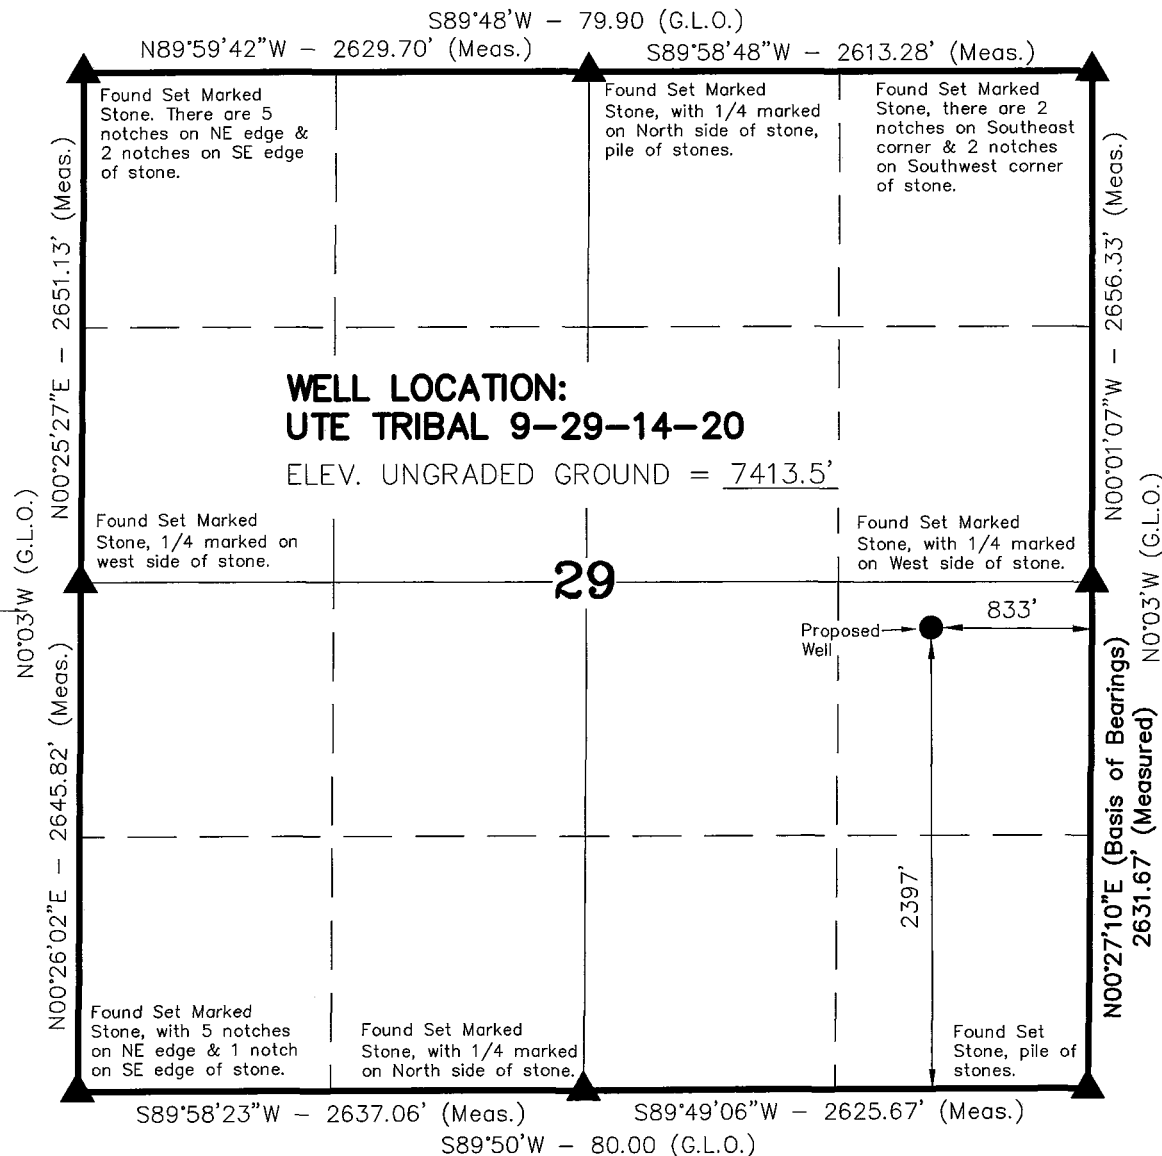 S89°48'W - 79.90 (G.L.O.)
N89°59'42"W - 2629.70' (Meas.)
S89°58'48"W - 2613.28' (Meas.)
Found Set Marked
Stone. There are 5
notches on NE edge &
2 notches on SE edge
of stone.
Found Set Marked
Stone, with 1/4 marked
on North side of stone,
pile of stones.
Found Set Marked
Stone, there are 2
notches on Southeast
corner & 2 notches
on Southwest corner
of stone.
N00°25'27"E - 2651.13' (Meas.)
N00°01'07"W - 2656.33' (Meas.)
WELL LOCATION:
UTE TRIBAL 9-29-14-20
ELEV. UNGRADED GROUND = 7413.5'
N0°03'W (G.L.O.)
N0°03'W (G.L.O.)
Found Set Marked
Stone, 1/4 marked on
west side of stone.
Found Set Marked
Stone, with 1/4 marked
on West side of stone.
29
833'
Proposed
Well
2397'
N00°26'02"E - 2645.82' (Meas.)
N00°27'10"E (Basis of Bearings)
2631.67' (Measured)
Found Set Marked
Stone, with 5 notches
on NE edge & 1 notch
on SE edge of stone.
Found Set Marked
Stone, with 1/4 marked
on North side of stone.
Found Set
Stone, pile of
stones.
S89°58'23"W - 2637.06' (Meas.)
S89°49'06"W - 2625.67' (Meas.)
S89°50'W - 80.00 (G.L.O.)